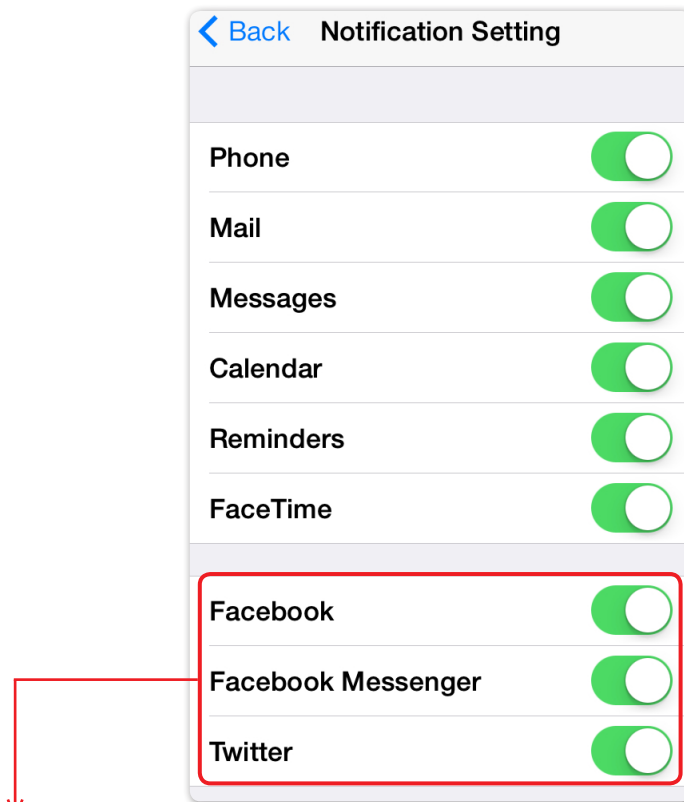 Back Notification Setting
Phone
Mail
Messages
Calendar
Reminders
FaceTime
Facebook
Facebook Messenger
Twitter